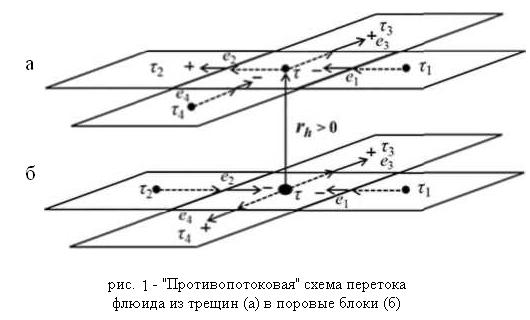 + τ₃
e₃
а τ₂ + e₂ τ − e₁ τ₁
e₄ −
τ₄
rₕ > 0
б
+ τ₃
e₃
τ₂ e₂ − τ − e₁ τ₁
e₄
τ₄ +
рис. 1 - "Противопотоковая" схема перетока
флюида из трещин (а) в поровые блоки (б)